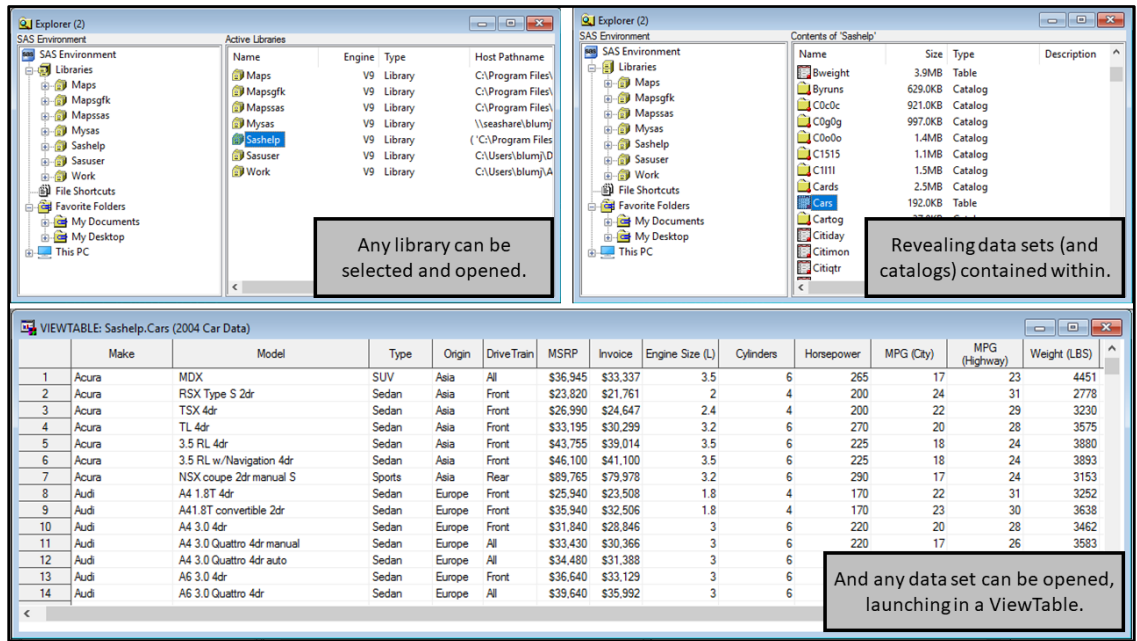 Explorer (2)
SAS Environment
SAS Environment
Libraries
Maps
Mapsgfk
Mapssas
Mysas
Sashelp
Sasuser
Work
File Shortcuts
Favorite Folders
My Documents
My Desktop
This PC
Active Libraries
Name Engine Type Host Pathname
Maps V9 Library C:\Program Files\
Mapsgfk V9 Library C:\Program Files\
Mapssas V9 Library C:\Program Files\
Mysas V9 Library \\seashare\blumj
Sashelp V9 Library ( 'C:\Program Files
Sasuser V9 Library C:\Users\blumj\D
Work V9 Library C:\Users\blumj\A
Any library can be
selected and opened.
Explorer (2)
SAS Environment
SAS Environment
Libraries
Maps
Mapsgfk
Mapssas
Mysas
Sashelp
Sasuser
Work
File Shortcuts
Favorite Folders
My Documents
My Desktop
This PC
Contents of 'Sashelp'
Name Size Type Description
Bweight 3.9MB Table
Byruns 629.0KB Catalog
C0c0c 921.0KB Catalog
C0g0g 997.0KB Catalog
C0o0o 1.4MB Catalog
C1515 1.1MB Catalog
C1l1l 1.5MB Catalog
Cards 2.5MB Catalog
Cars 192.0KB Table
Cartog
Citiday
Citimon
Citiqtr
Revealing data sets (and
catalogs) contained within.
VIEWTABLE: Sashelp.Cars (2004 Car Data)
Make Model Type Origin DriveTrain MSRP Invoice Engine Size (L) Cylinders Horsepower MPG (City) MPG (Highway) Weight (LBS)
1 Acura MDX SUV Asia All $36,945 $33,337 3.5 6 265 17 23 4451
2 Acura RSX Type S 2dr Sedan Asia Front $23,820 $21,761 2 4 200 24 31 2778
3 Acura TSX 4dr Sedan Asia Front $26,990 $24,647 2.4 4 200 22 29 3230
4 Acura TL 4dr Sedan Asia Front $33,195 $30,299 3.2 6 270 20 28 3575
5 Acura 3.5 RL 4dr Sedan Asia Front $43,755 $39,014 3.5 6 225 18 24 3880
6 Acura 3.5 RL w/Navigation 4dr Sedan Asia Front $46,100 $41,100 3.5 6 225 18 24 3893
7 Acura NSX coupe 2dr manual S Sports Asia Rear $89,765 $79,978 3.2 6 290 17 24 3153
8 Audi A4 1.8T 4dr Sedan Europe Front $25,940 $23,508 1.8 4 170 22 31 3252
9 Audi A41.8T convertible 2dr Sedan Europe Front $35,940 $32,506 1.8 4 170 23 30 3638
10 Audi A4 3.0 4dr Sedan Europe Front $31,840 $28,846 3 6 220 20 28 3462
11 Audi A4 3.0 Quattro 4dr manual Sedan Europe All $33,430 $30,366 3 6 220 17 26 3583
12 Audi A4 3.0 Quattro 4dr auto Sedan Europe All $34,480 $31,388 3 6
13 Audi A6 3.0 4dr Sedan Europe Front $36,640 $33,129 3 6
14 Audi A6 3.0 Quattro 4dr Sedan Europe All $39,640 $35,992 3 6
And any data set can be opened,
launching in a ViewTable.